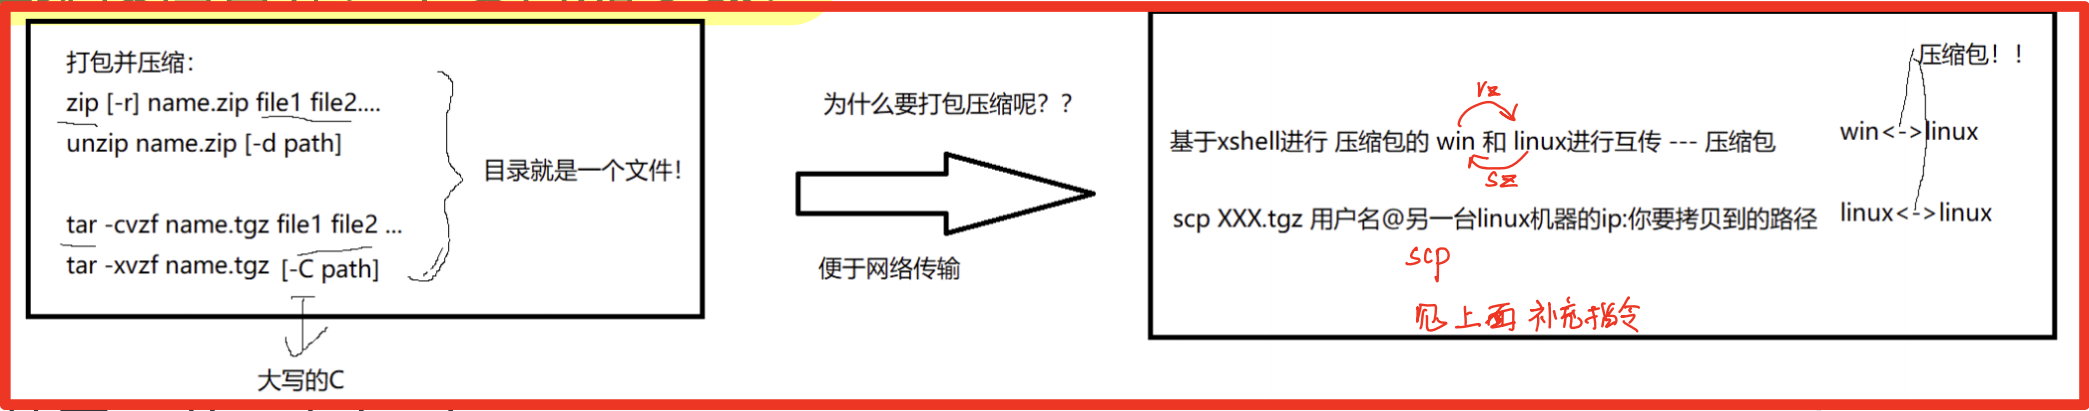 打包并压缩：
zip [-r] name.zip file1 file2....
unzip name.zip [-d path]
tar -cvzf name.tgz file1 file2 ...
tar -xvzf name.tgz [-C path]
大写的C
目录就是一个文件！
为什么要打包压缩呢？？
便于网络传输
压缩包！！
rz
基于xshell进行 压缩包的 win 和 linux进行互传 --- 压缩包
win<->linux
sz
scp XXX.tgz 用户名@另一台linux机器的ip:你要拷贝到的路径
linux<->linux
scp
见上面 补充指令